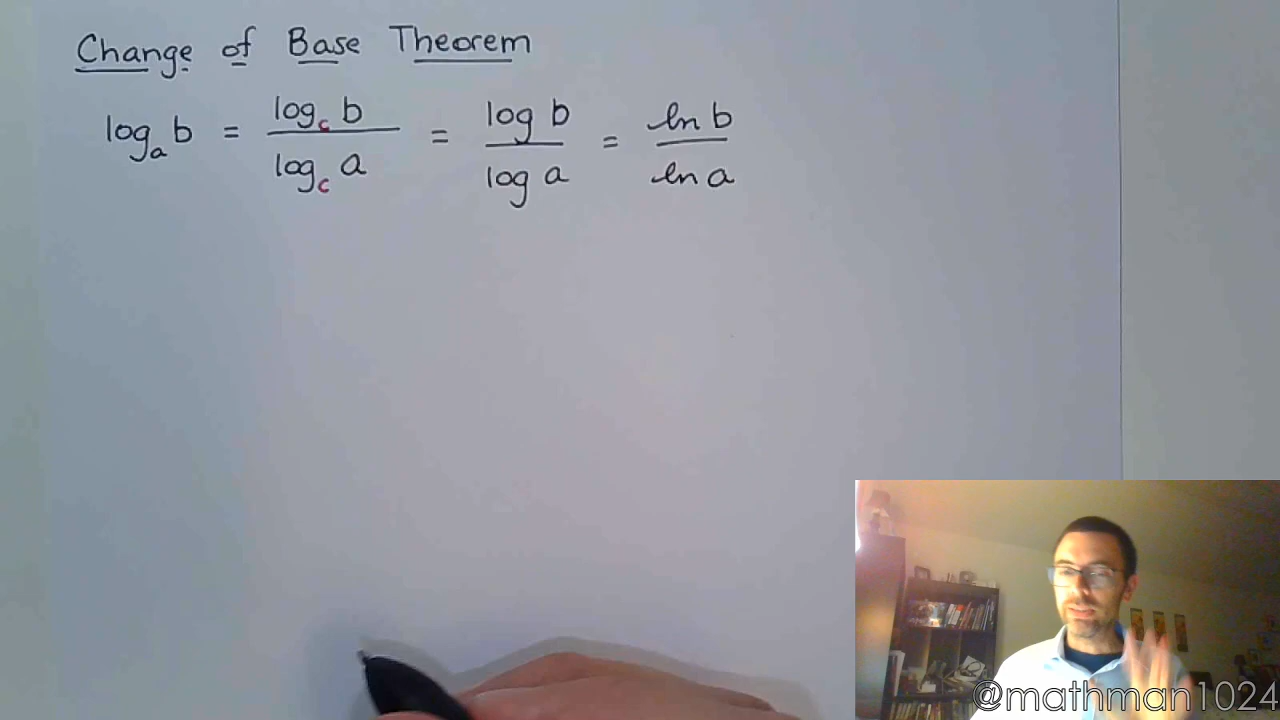 Change of Base Theorem
log_a b = log_c b / log_c a = log b / log a = ln b / ln a
@mathman1024